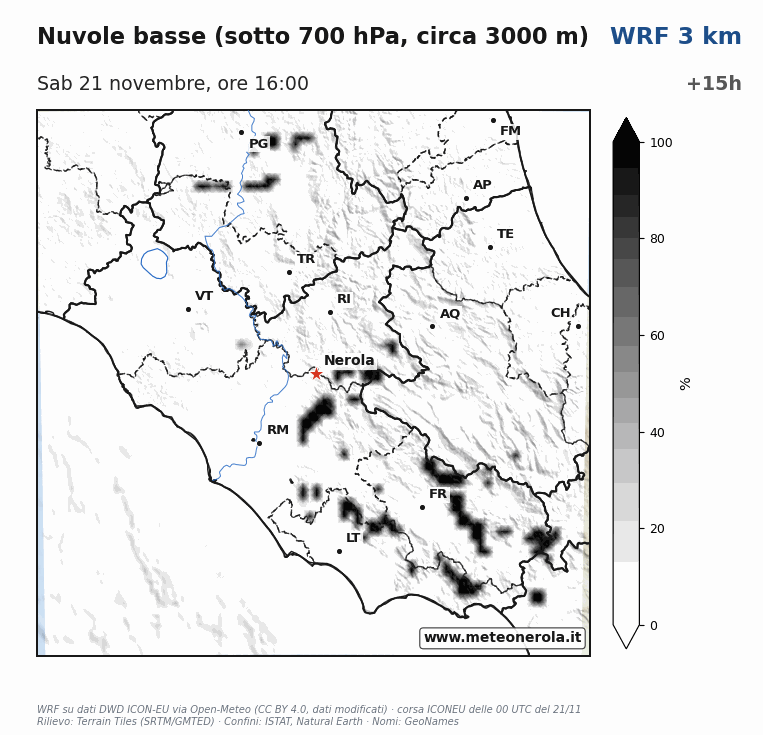 Nuvole basse (sotto 700 hPa, circa 3000 m) WRF 3 km
Sab 21 novembre, ore 16:00 +15h
FM
PG
AP
TE
TR
VT
RI
AQ
CH
Nerola
RM
FR
LT
100
80
60
40
20
0
%
www.meteonerola.it
WRF su dati DWD ICON-EU via Open-Meteo (CC BY 4.0, dati modificati) · corsa ICONEU delle 00 UTC del 21/11
Rilievo: Terrain Tiles (SRTM/GMTED) · Confini: ISTAT, Natural Earth · Nomi: GeoNames